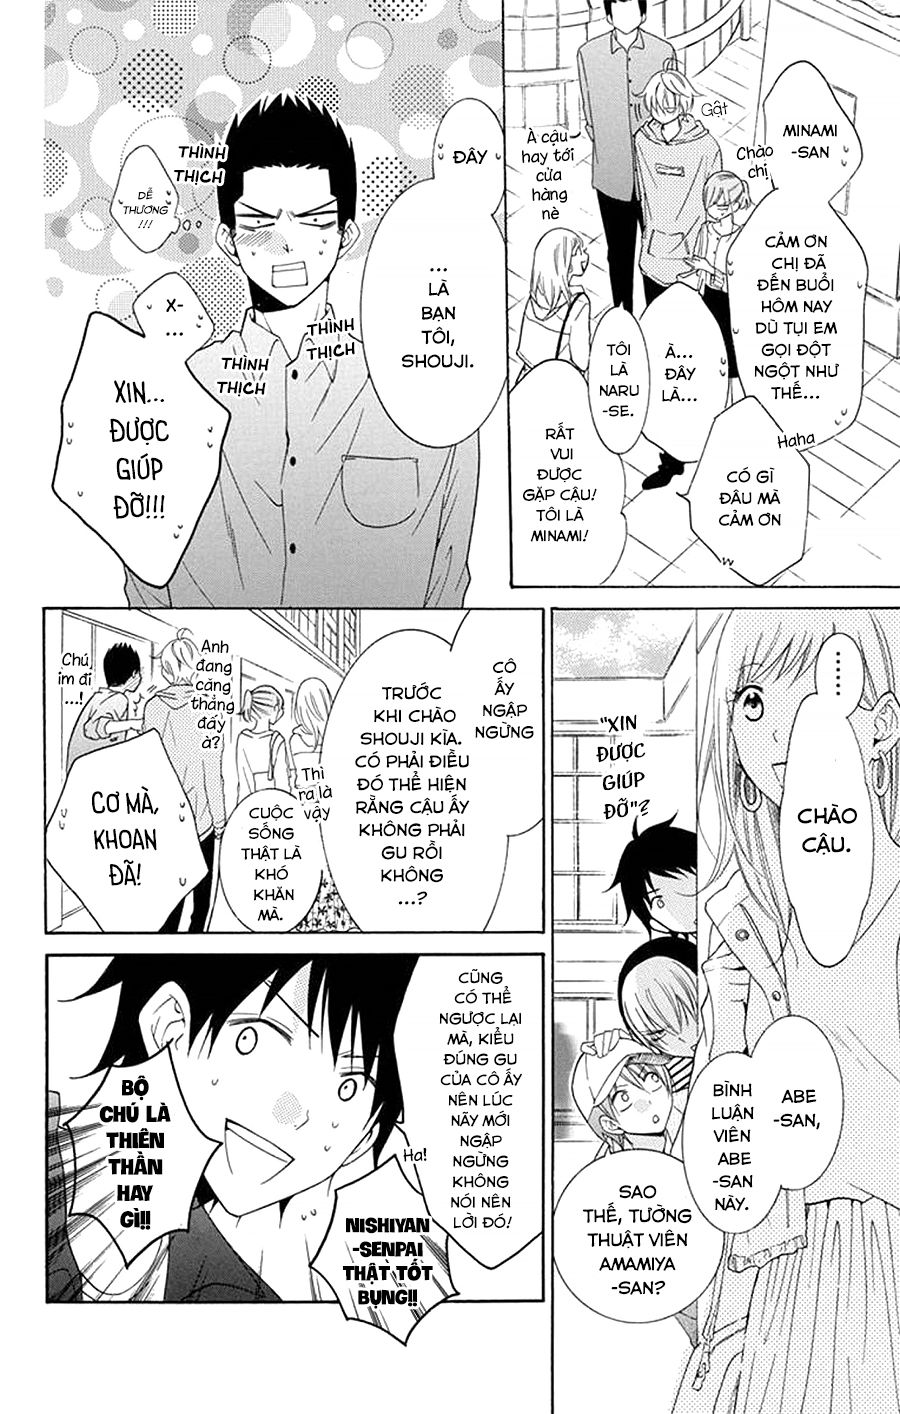 MINAMI
-SAN
CẢM ƠN
CHỊ ĐÃ
ĐẾN BUỔI
HÔM NAY
DÙ TỤI EM
GỌI ĐỘT
NGỘT NHƯ
THẾ...
Gật
Chào
chị
À cậu
hay tới
cửa
hàng
nè
Haha
CÓ GÌ
ĐÂU MÀ
CẢM ƠN
W
À...
ĐÂY
LÀ...
TÔI
LÀ
NARU
-SE.
RẤT
VUI
ĐƯỢC
GẶP CẬU!
TÔI LÀ
MINAMI!
ĐÂY
...
LÀ
BẠN
TÔI,
SHOUJI.
THÌNH
THỊCH
DỄ
THƯƠNG
!!!
THÌNH
THỊCH
THÌNH
THỊCH
X-
...
XIN...
ĐƯỢC
GIÚP
ĐỠ!!!
......
CHÀO
CẬU.
"XIN
ĐƯỢC
GIÚP
ĐỠ"?
ABE
-SAN,
BÌNH
LUẬN
VIÊN
ABE
-SAN
NÀY.
SAO
THẾ, TƯỜNG
THUẬT VIÊN
AMAMIYA
-SAN?
CÔ
ẤY
NGẬP
NGỪNG
TRƯỚC
KHI CHÀO
SHOUJI KÌA.
CÓ PHẢI ĐIỀU
ĐÓ THỂ HIỆN
RẰNG CẬU ẤY
KHÔNG PHẢI
GU RỒI
KHÔNG
...?
Thì
ra là
vậy
CUỘC
SỐNG
THẬT LÀ
KHÓ
KHĂN
MÀ.
Anh
đang
căng
thẳng
đấy
à?
Chú
im đi
...!
CƠ MÀ,
KHOAN
ĐÃ!
CŨNG
CÓ THỂ
NGƯỢC LẠI
MÀ, KIỂU
ĐÚNG GU
CỦA CÔ ẤY
NÊN LÚC
NÃY MỚI
NGẬP
NGỪNG
KHÔNG
NÓI NÊN
LỜI ĐÓ!
Ha!
NISHIYAN
-SENPAI
THẬT TỐT
BỤNG!!
BỘ
CHÚ LÀ
THIÊN
THẦN
HAY
GÌ!!